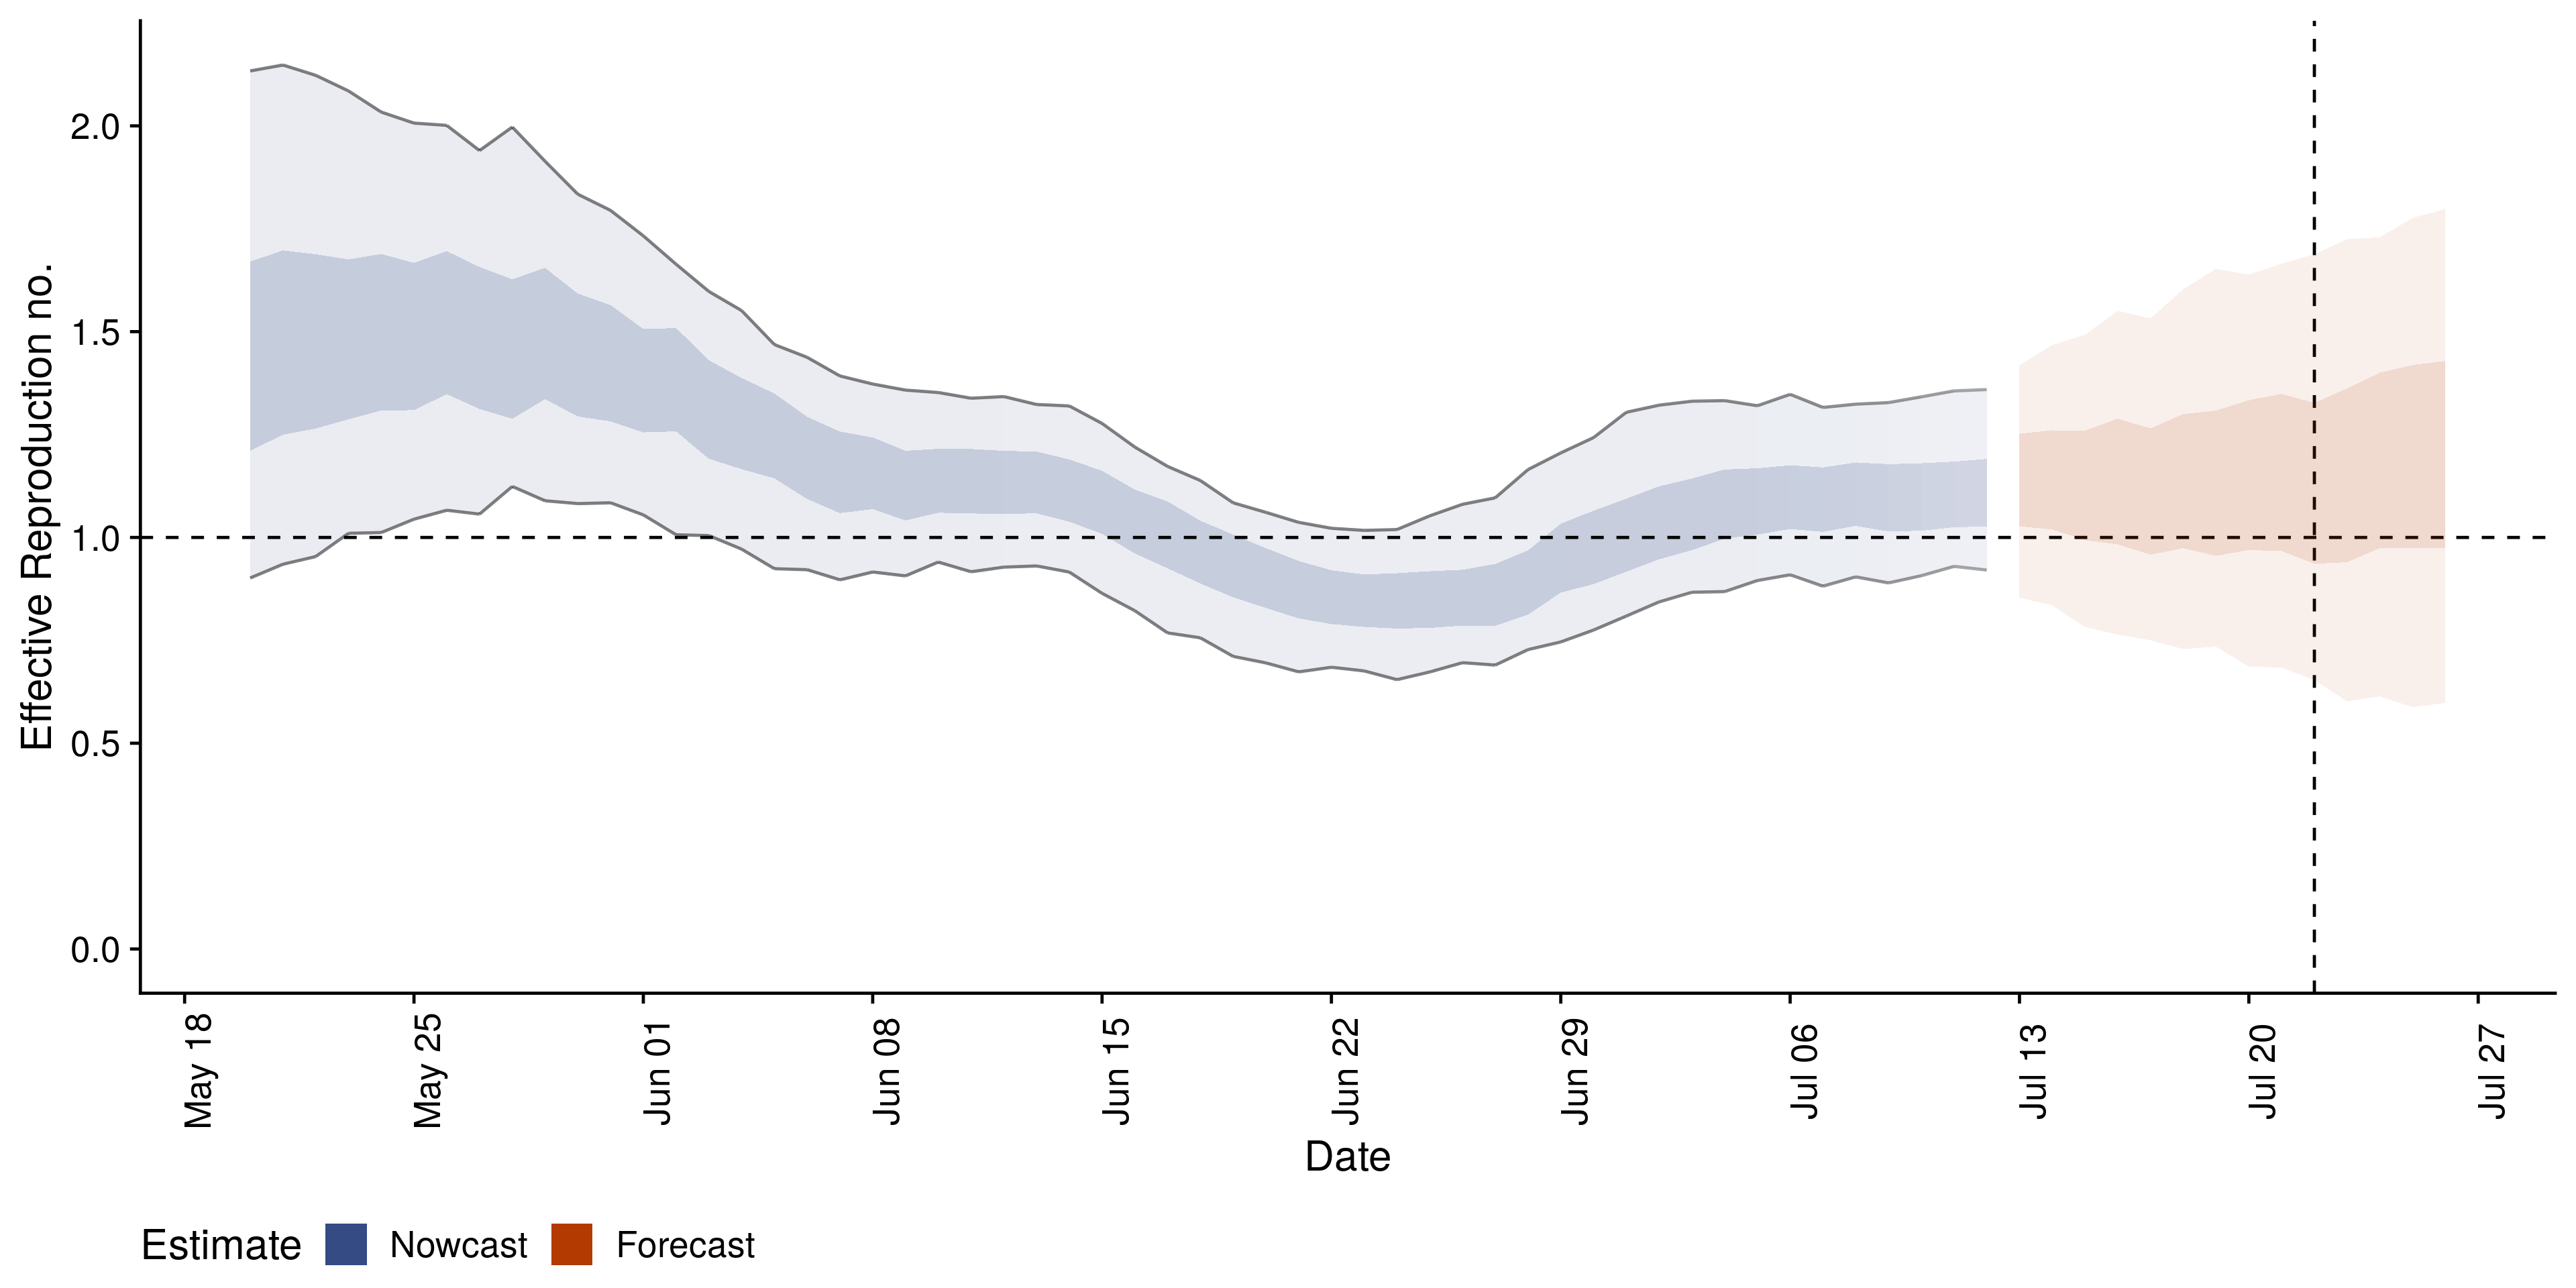 Effective Reproduction no.
2.0
1.5
1.0
0.5
0.0
May 18
May 25
Jun 01
Jun 08
Jun 15
Jun 22
Jun 29
Jul 06
Jul 13
Jul 20
Jul 27
Date
Estimate Nowcast Forecast